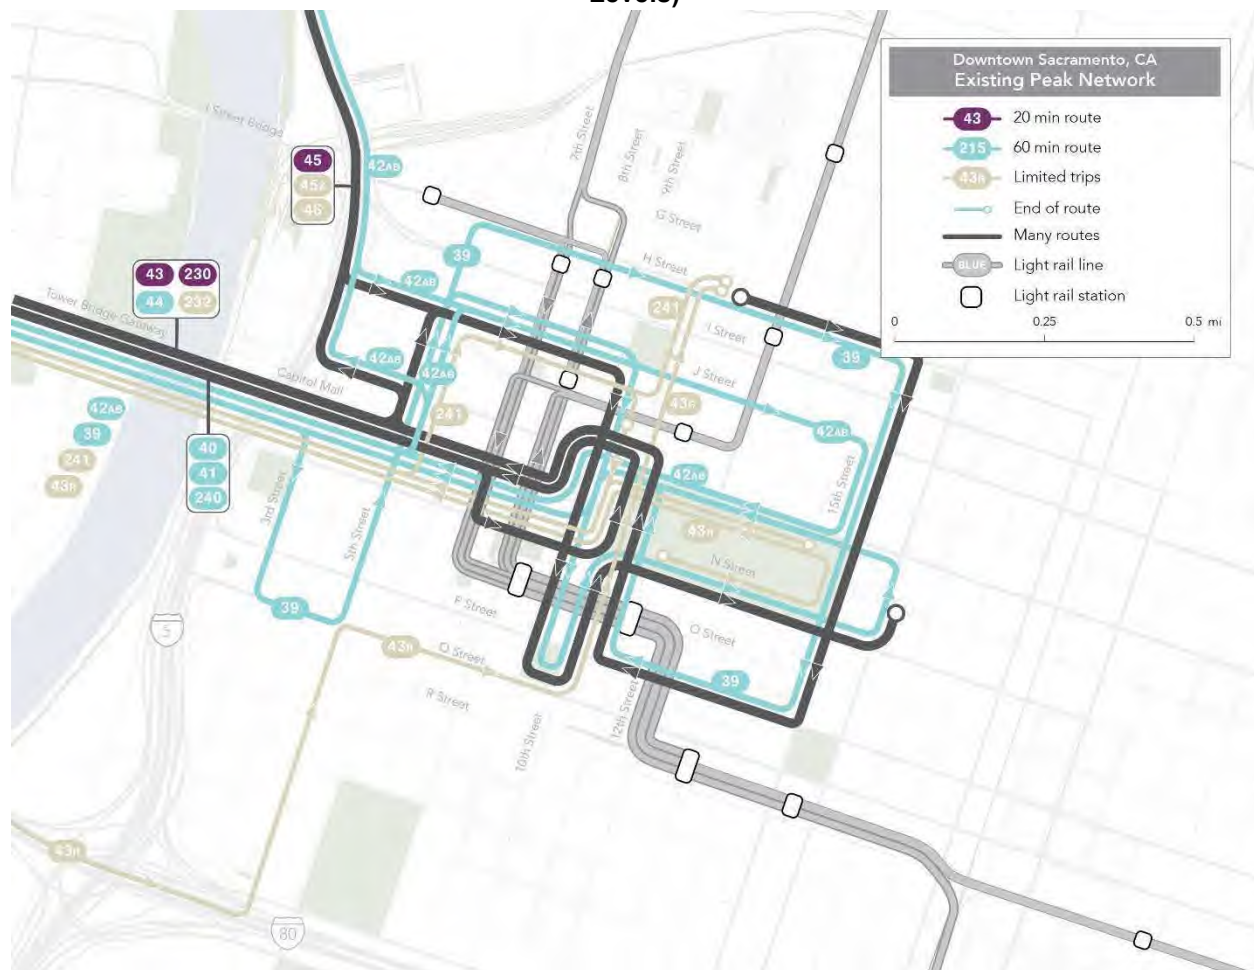 Levels)
Downtown Sacramento, CA
Existing Peak Network
43 20 min route
215 60 min route
43R Limited trips
End of route
Many routes
BLUE Light rail line
Light rail station
0 0.25 0.5 mi
I Street Bridge
45
45A
46
42AB
7th Street
8th Street
9th Street
G Street
H Street
39
42AB
241
I Street
J Street
39
43 230
44 232
Tower Bridge Gateway
Capitol Mall
42AB
42AB
241
43R
42AB
42AB
39
241
43R
40
41
240
42AB
15th Street
3rd Street
5th Street
43R
N Street
39
P Street
O Street
Q Street
43R
R Street
39
10th Street
12th Street
5
43R
80